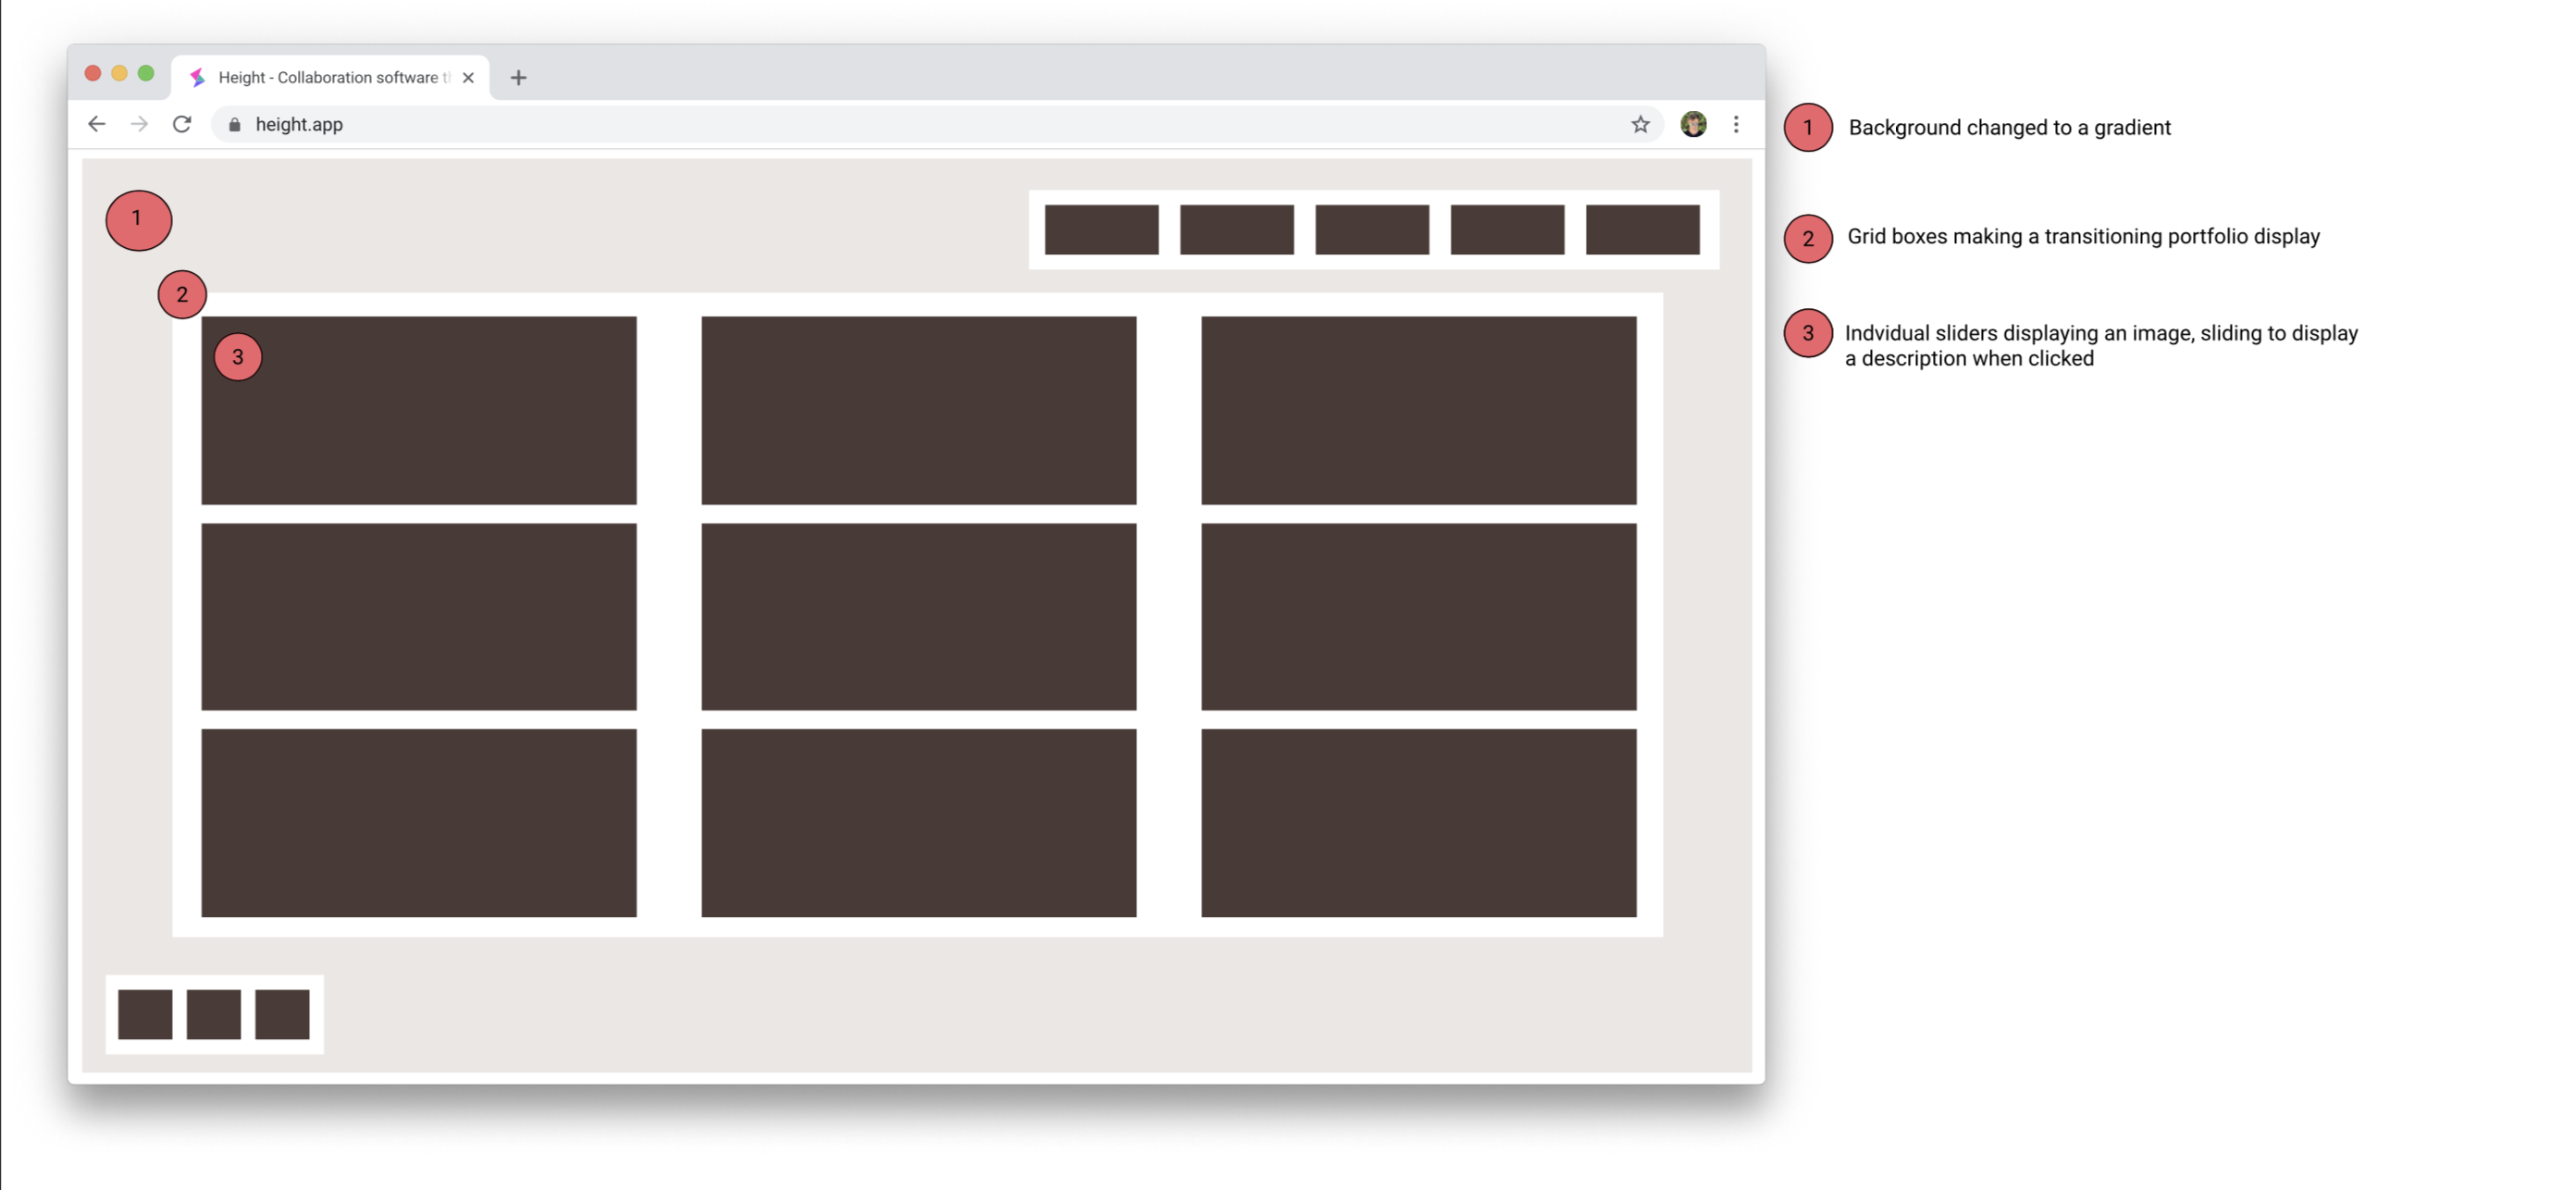 Height - Collaboration software t
height.app
1
2
3
1 Background changed to a gradient
2 Grid boxes making a transitioning portfolio display
3 Indvidual sliders displaying an image, sliding to display
a description when clicked